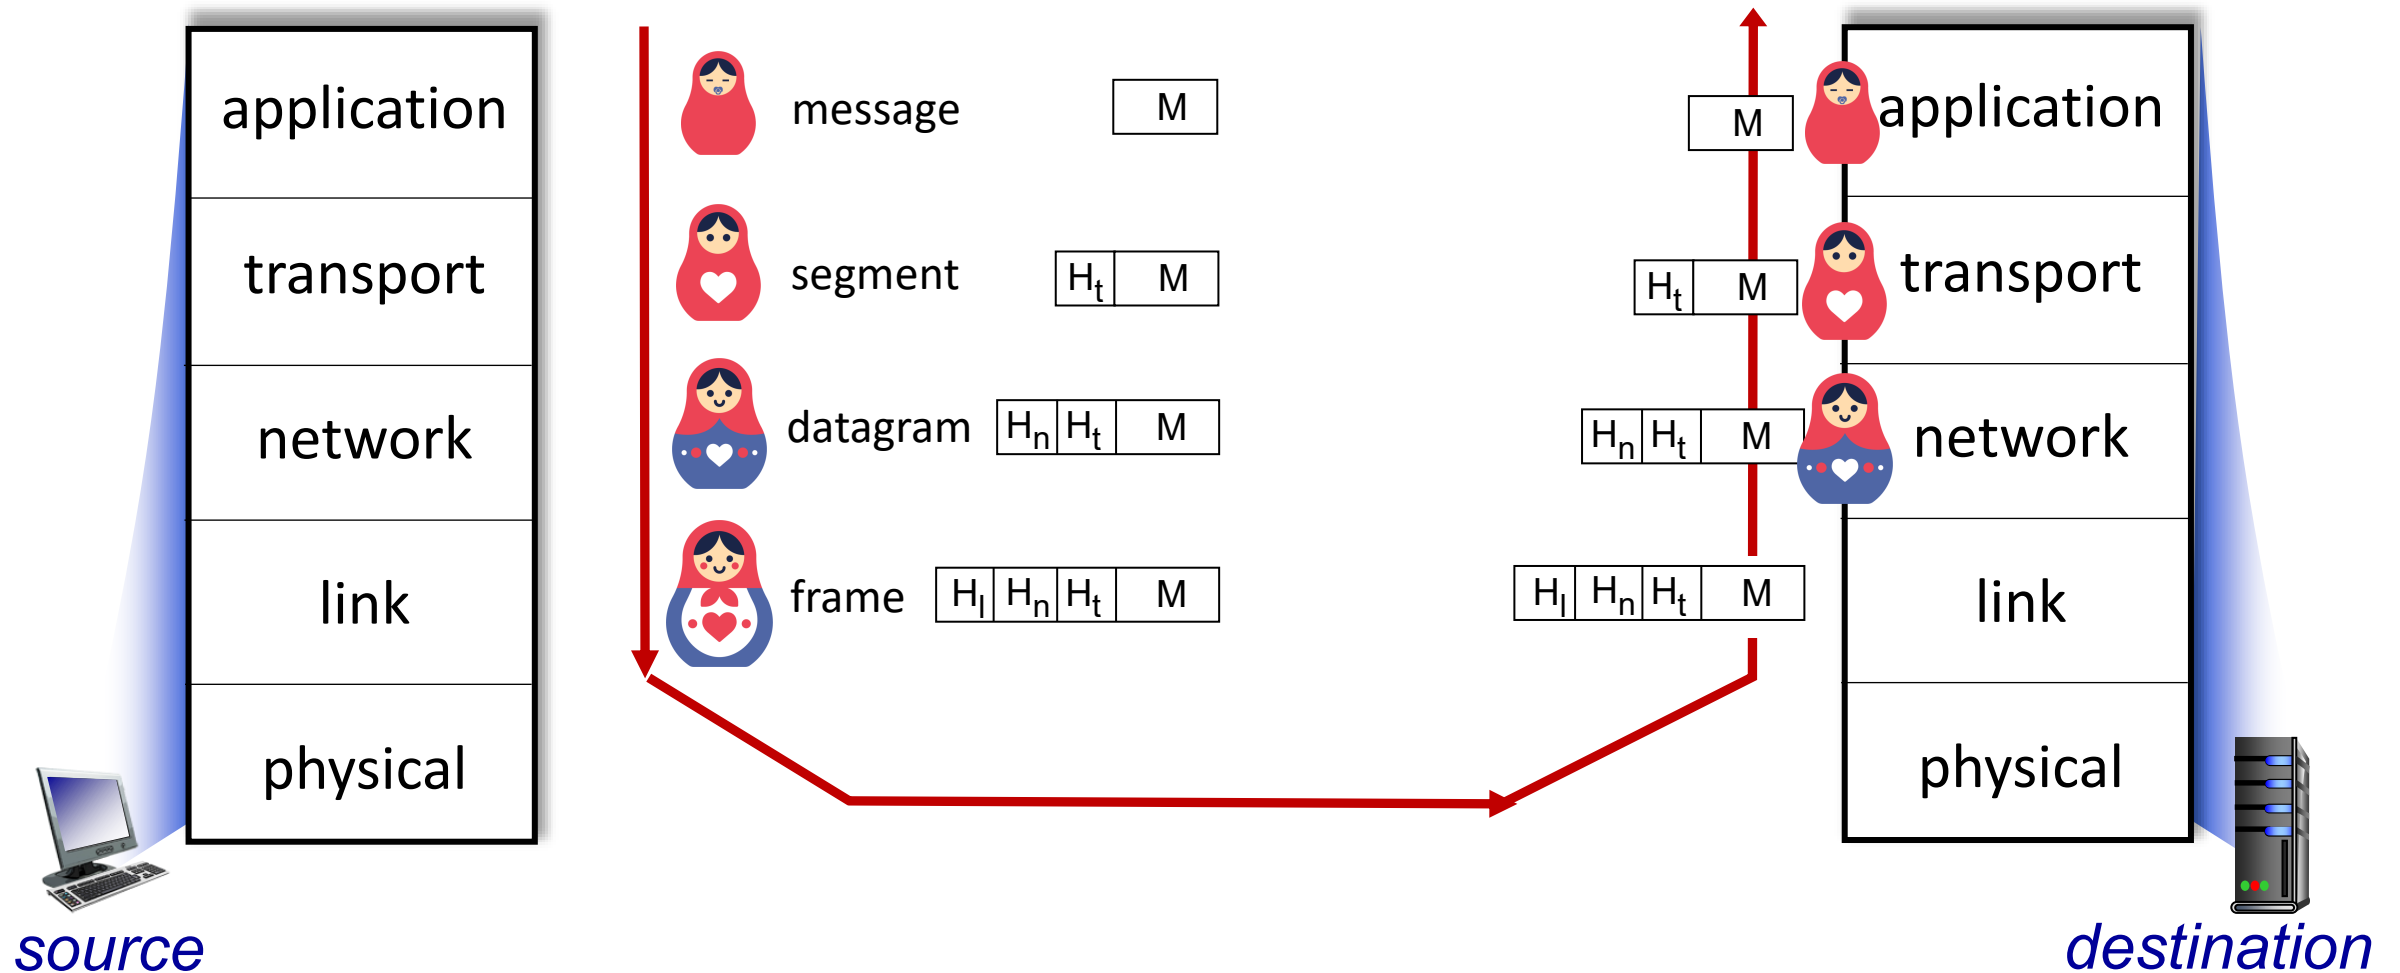 application
transport
network
link
physical
source
message M
segment Ht M
datagram Hn Ht M
frame Hl Hn Ht M
M
Ht M
Hn Ht M
Hl Hn Ht M
application
transport
network
link
physical
destination